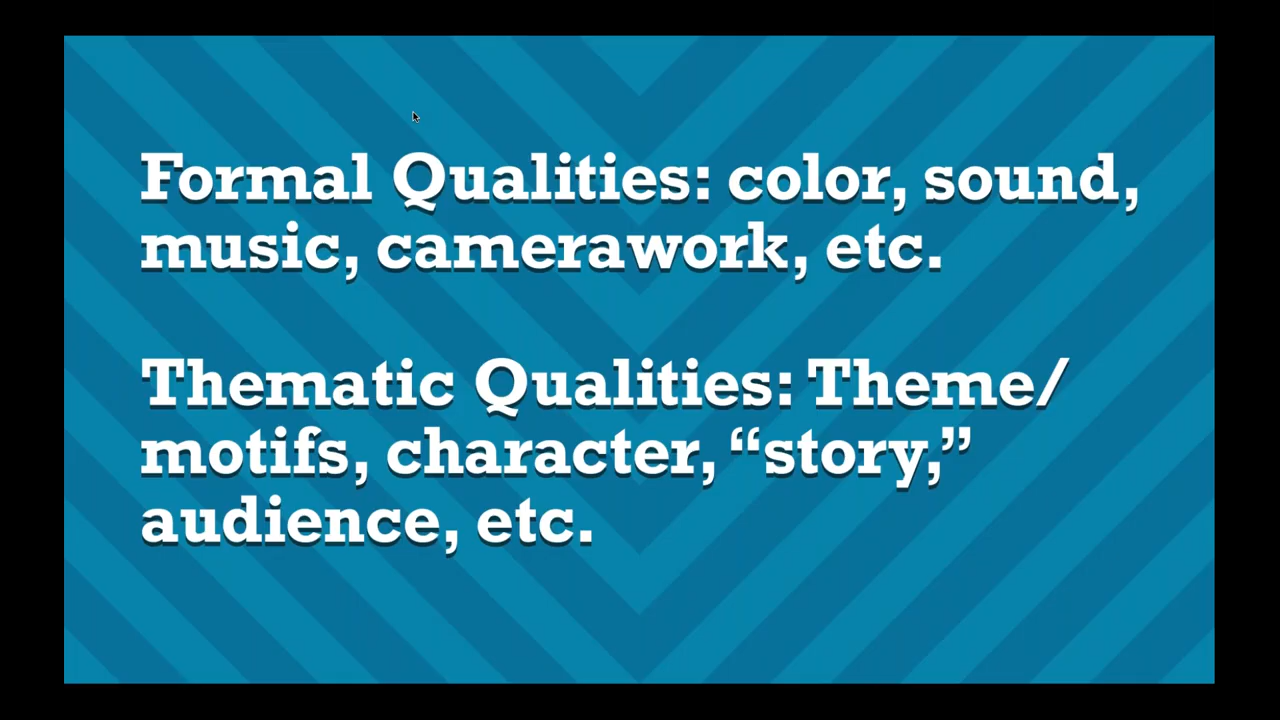 Formal Qualities: color, sound,
music, camerawork, etc.
Thematic Qualities: Theme/
motifs, character, “story,”
audience, etc.